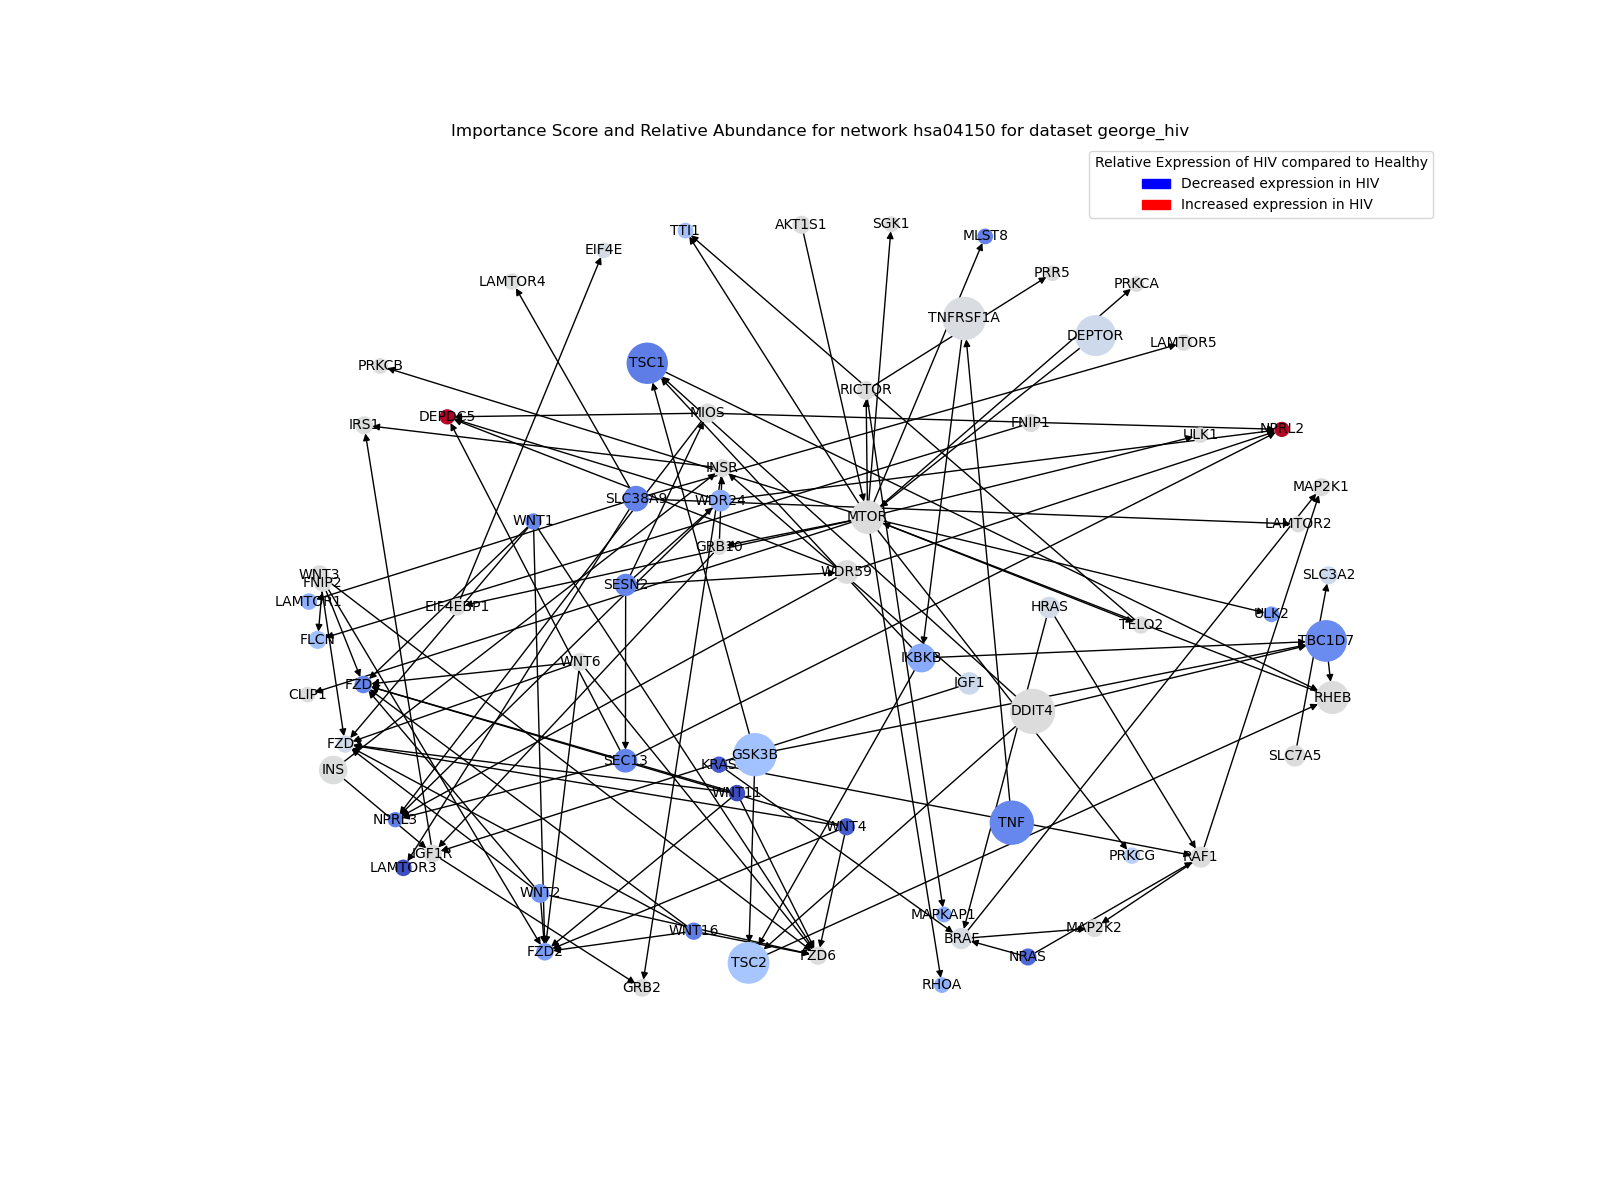 Importance Score and Relative Abundance for network hsa04150 for dataset george_hiv
Relative Expression of HIV compared to Healthy
Decreased expression in HIV
Increased expression in HIV
TTI1
AKT1S1
SGK1
MLST8
EIF4E
LAMTOR4
PRR5
PRKCA
TNFRSF1A
DEPTOR
LAMTOR5
TSC1
PRKCB
RICTOR
DEPDC5
MIOS
IRS1
FNIP1
ULK1
NPRL2
INSR
SLC38A9
WDR24
MAP2K1
MTOR
LAMTOR2
WNT1
GRB10
WNT3
FNIP2
WDR59
SLC3A2
SESN2
LAMTOR1
EIF4EBP1
HRAS
ULK2
TELO2
FLCN
TBC1D7
WNT6
IKBKB
FZD
IGF1
CLIP1
RHEB
DDIT4
FZD
GSK3B
SLC7A5
SEC13
KRAS
INS
WNT11
NPRL3
WNT4
TNF
IGF1R
PRKCG
RAF1
LAMTOR3
WNT2
MAPKAP1
WNT16
MAP2K2
BRAF
FZD2
TSC2
FZD6
NRAS
GRB2
RHOA